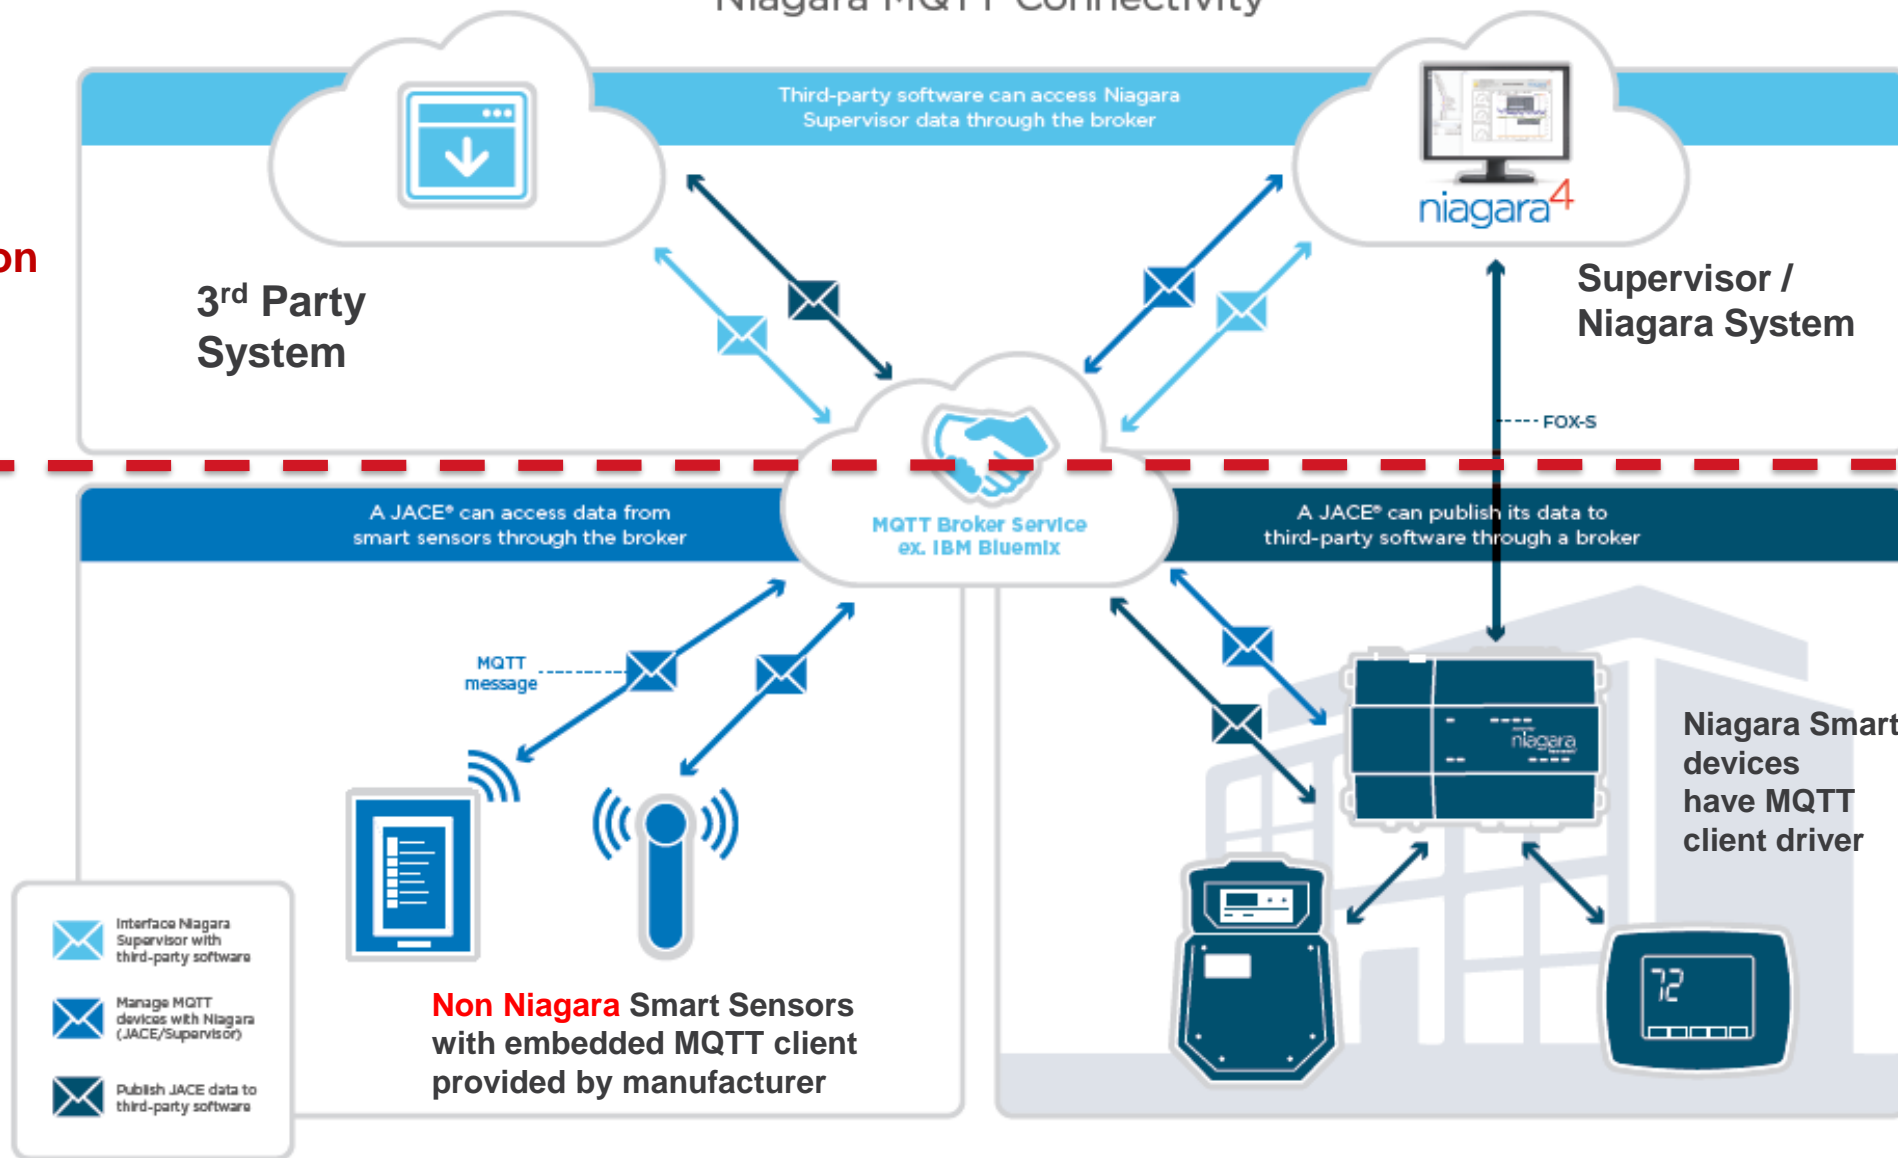 Niagara MQTT Connectivity
Third-party software can access Niagara
Supervisor data through the broker
niagara4
on
3rd Party
System
Supervisor /
Niagara System
FOX-S
MQTT Broker Service
ex. IBM Bluemix
A JACE® can access data from
smart sensors through the broker
A JACE® can publish its data to
third-party software through a broker
MQTT
message
niagara
Niagara Smart
devices
have MQTT
client driver
72
Interface Niagara
Supervisor with
third-party software
Manage MQTT
devices with Niagara
(JACE/Supervisor)
Publish JACE data to
third-party software
Non Niagara Smart Sensors
with embedded MQTT client
provided by manufacturer